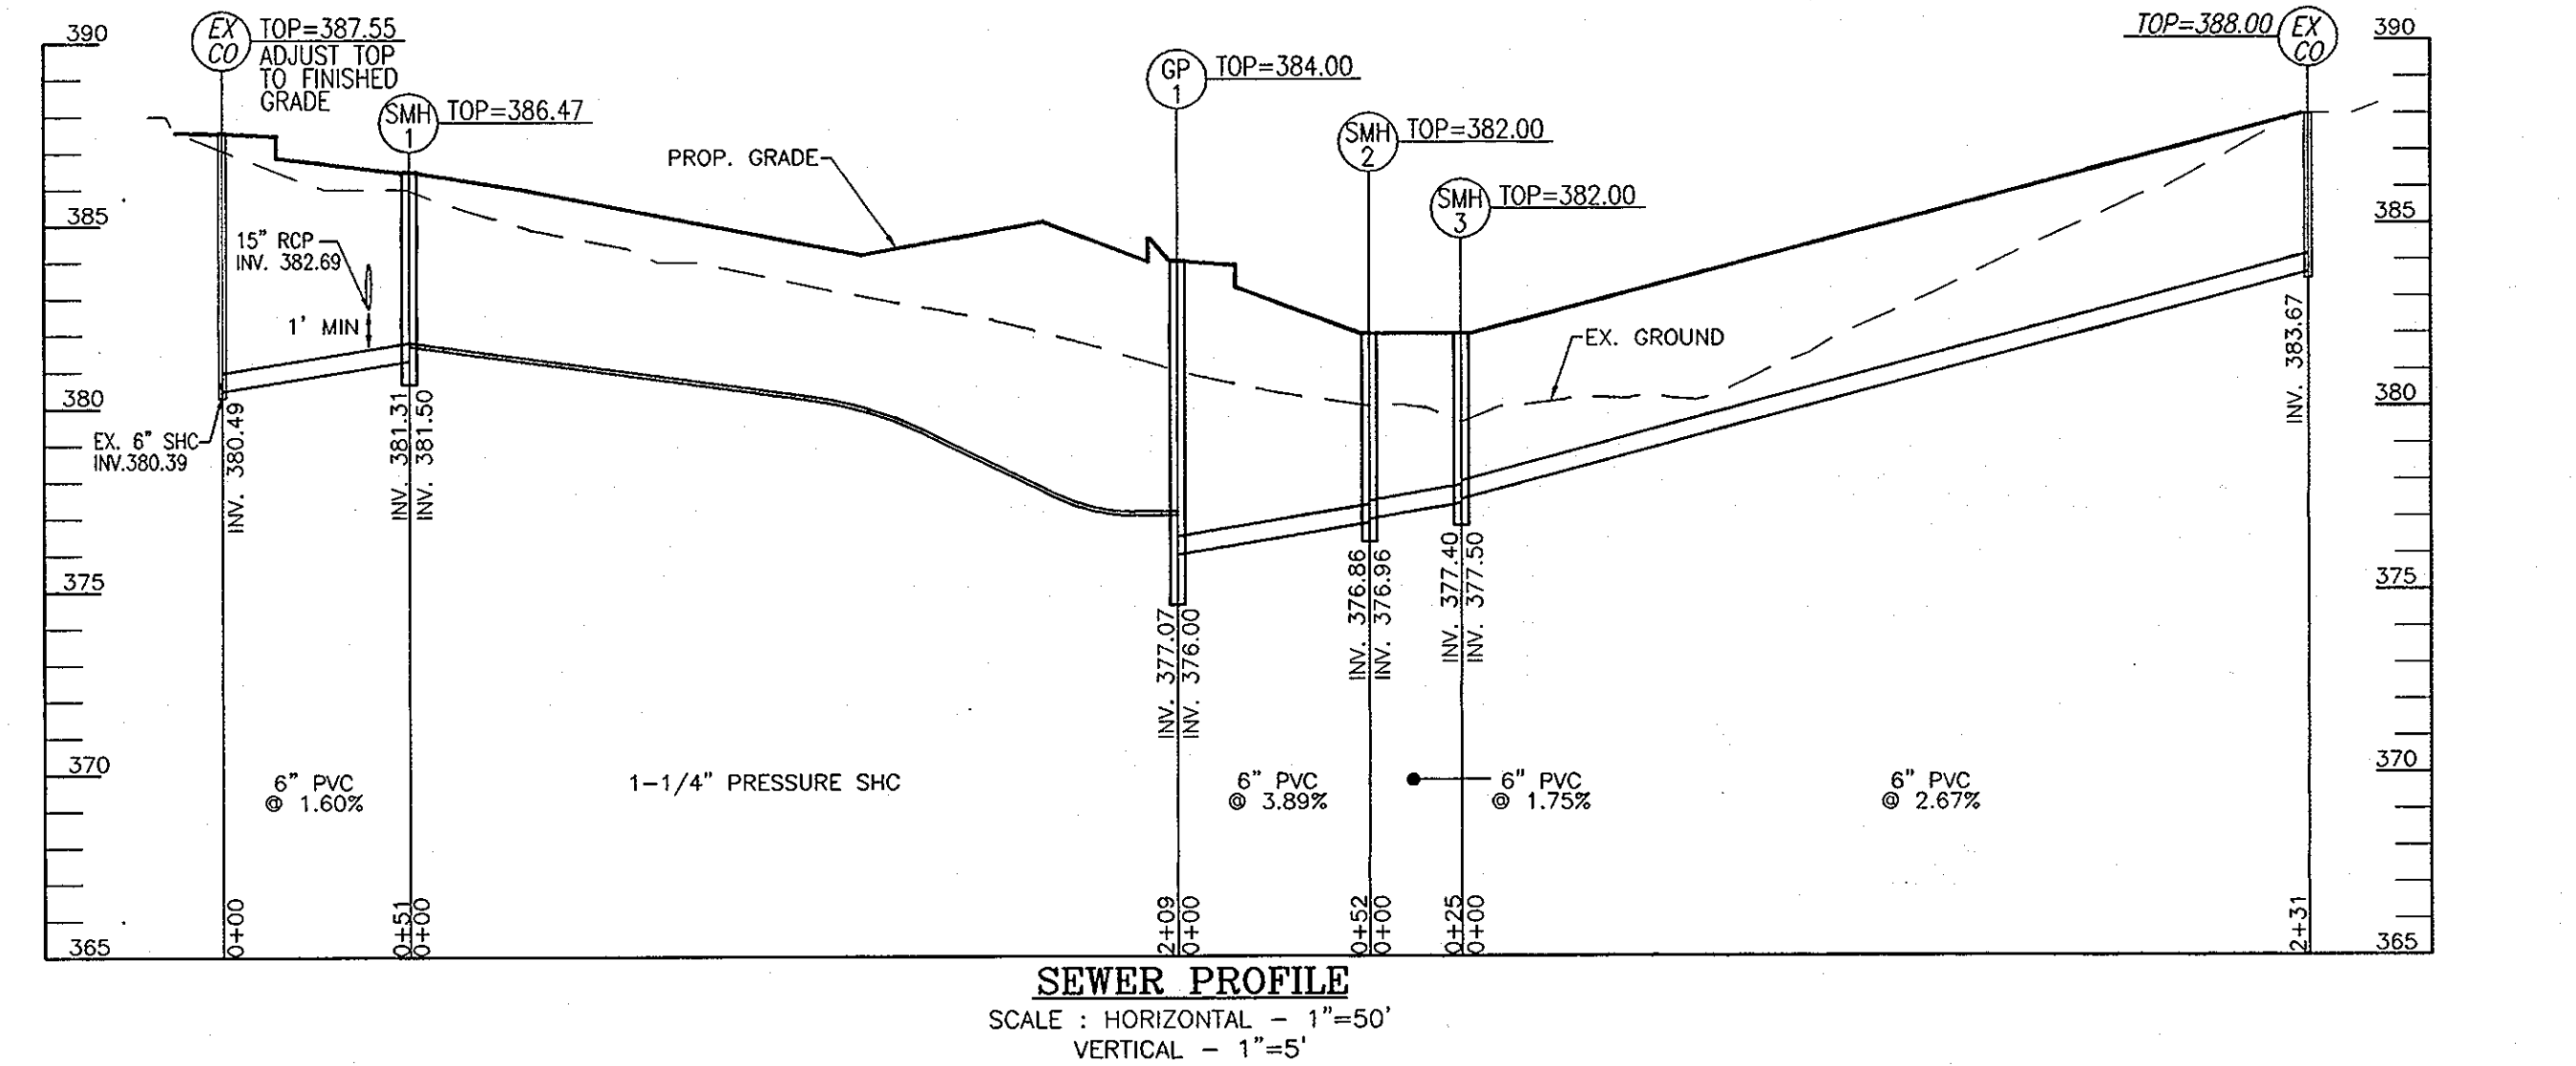 EX
CO
TOP=387.55
ADJUST TOP
TO FINISHED
GRADE
SMH
1
TOP=386.47
GP
1
TOP=384.00
SMH
2
TOP=382.00
SMH
3
TOP=382.00
TOP=388.00
EX
CO
390
385
380
375
370
365
390
385
380
375
370
365
PROP. GRADE
15" RCP
INV. 382.69
1' MIN
EX. GROUND
EX. 6" SHC
INV.380.39
INV. 380.49
INV. 381.31
INV. 381.50
INV. 377.07
INV. 376.00
INV. 376.86
INV. 376.96
INV. 377.40
INV. 377.50
INV. 383.67
6" PVC
@ 1.60%
1-1/4" PRESSURE SHC
6" PVC
@ 3.89%
6" PVC
@ 1.75%
6" PVC
@ 2.67%
0+00
0+51
0+00
2+09
0+00
0+52
0+00
0+25
0+00
2+31
SEWER PROFILE
SCALE : HORIZONTAL - 1"=50'
VERTICAL - 1"=5'